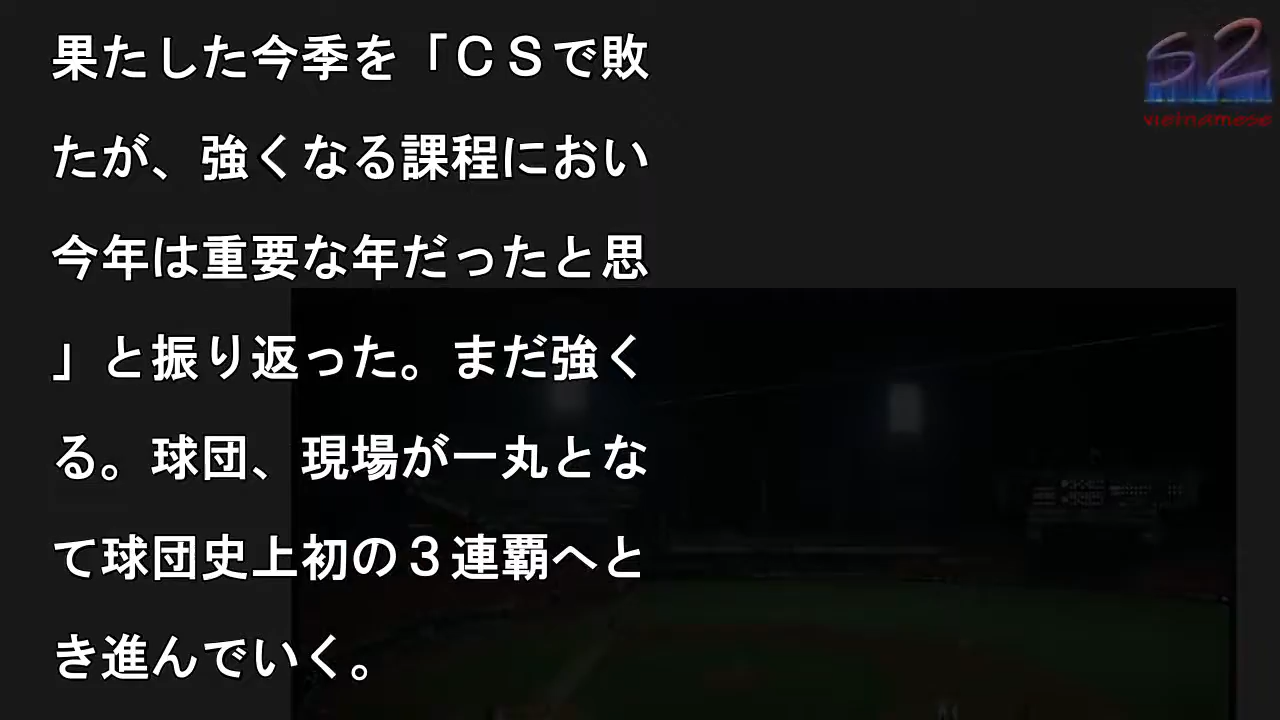 果たした今季を「ＣＳで敗
たが、強くなる課程におい
今年は重要な年だったと思
」と振り返った。まだ強く
る。球団、現場が一丸とな
て球団史上初の３連覇へと
き進んでいく。
S2
vietnamese